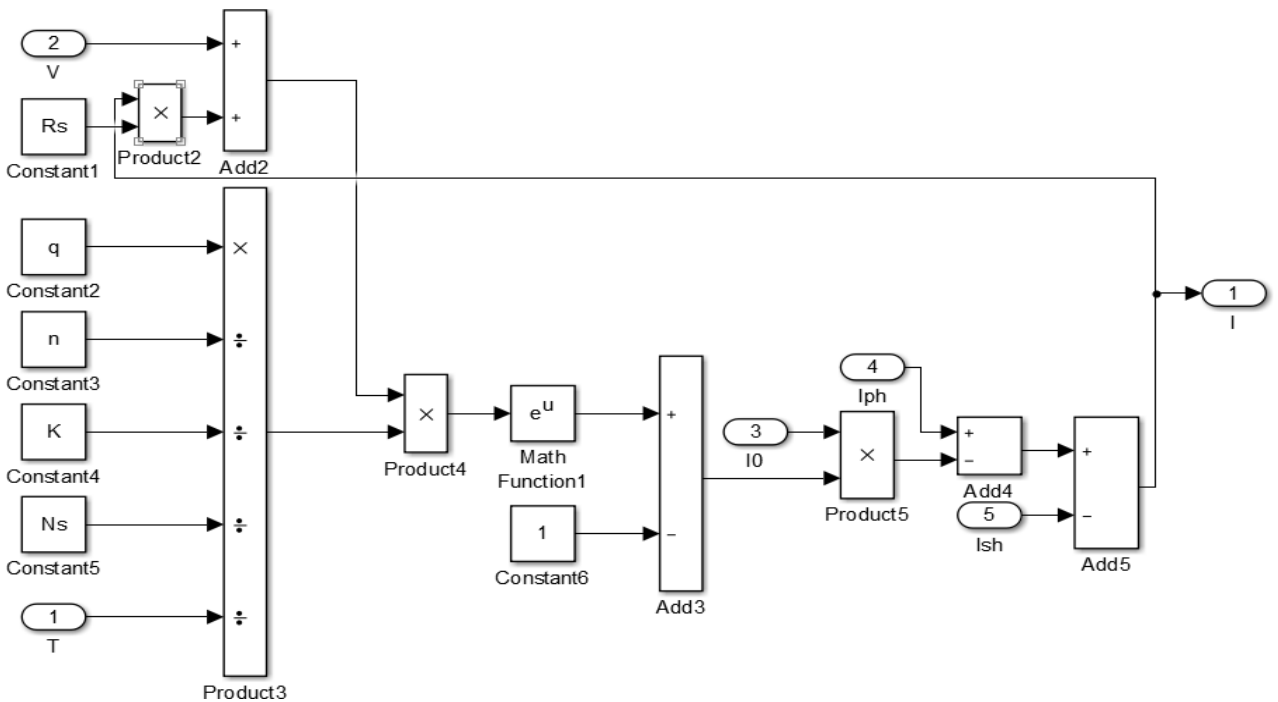 2
V
+
+
Add2
Rs
Constant1
×
Product2
q
Constant2
n
Constant3
K
Constant4
Ns
Constant5
1
T
×
÷
÷
÷
÷
Product3
×
Product4
eu
Math
Function1
1
Constant6
+
−
Add3
3
I0
4
Iph
×
Product5
+
−
Add4
5
Ish
+
−
Add5
1
I